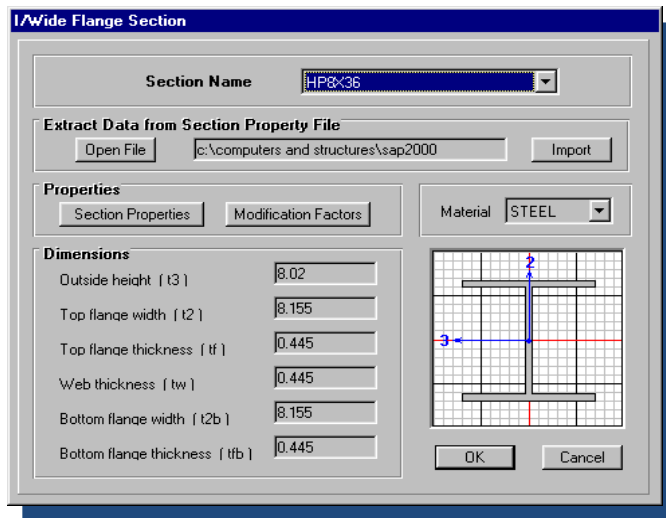 I/Wide Flange Section
Section Name HP8X36
Extract Data from Section Property File
Open File c:\computers and structures\sap2000 Import
Properties
Section Properties Modification Factors
Material STEEL
Dimensions
Outside height ( t3 ) 8.02
Top flange width ( t2 ) 8.155
Top flange thickness ( tf ) 0.445
Web thickness ( tw ) 0.445
Bottom flange width ( t2b ) 8.155
Bottom flange thickness ( tfb ) 0.445
2
3
OK Cancel